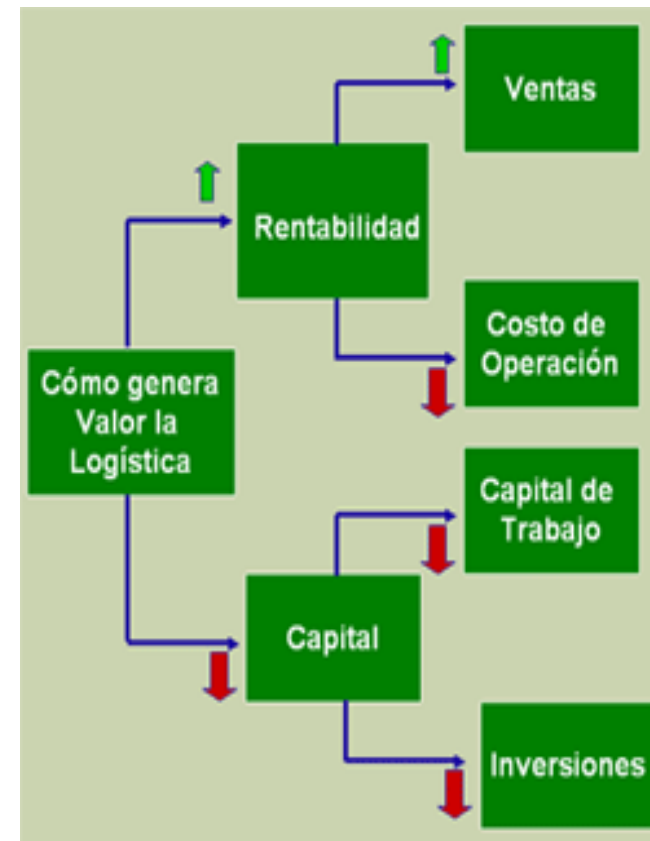 Ventas
Rentabilidad
Costo de
Operación
Cómo genera
Valor la
Logística
Capital de
Trabajo
Capital
Inversiones